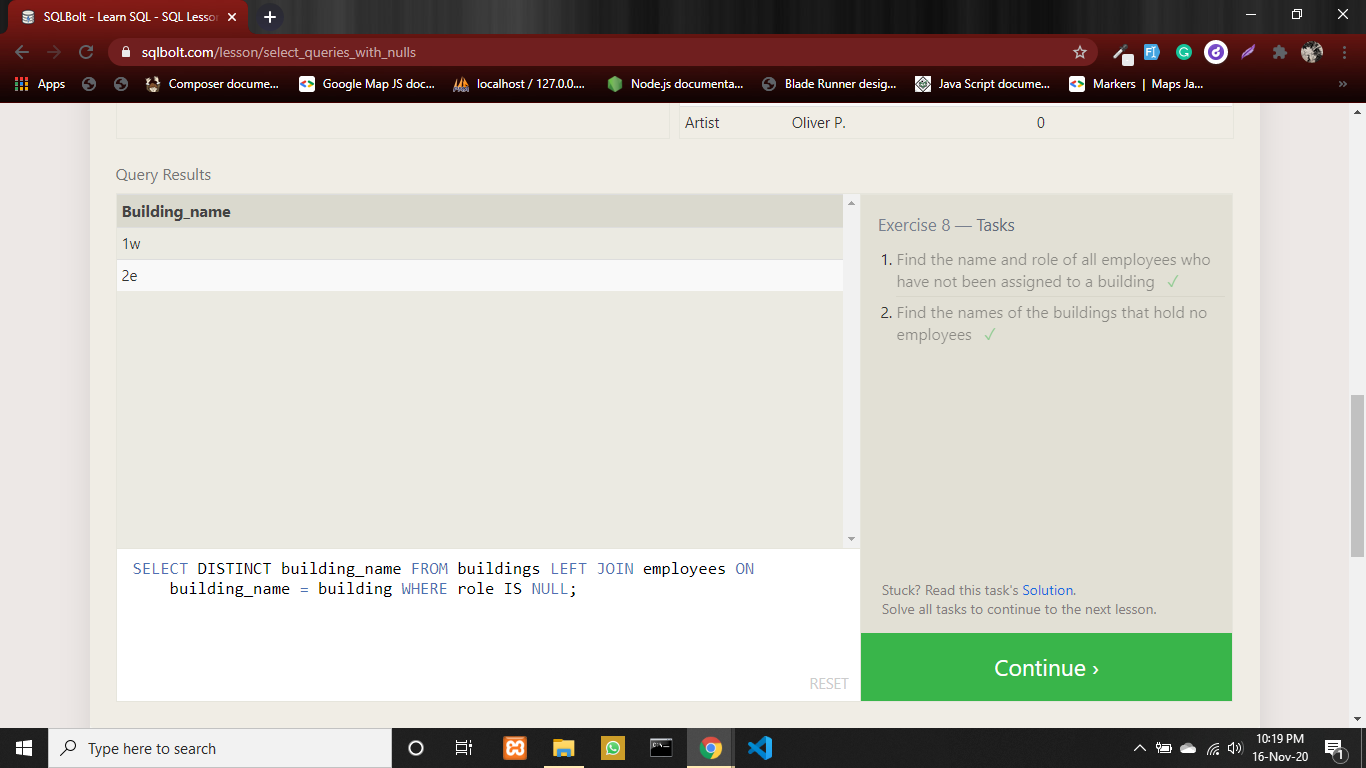 SQLBolt - Learn SQL - SQL Lesson
sqlbolt.com/lesson/select_queries_with_nulls
Apps
Composer docume...
Google Map JS doc...
localhost / 127.0.0....
Node.js documenta...
Blade Runner desig...
Java Script docume...
Markers | Maps Ja...
»
Artist Oliver P. 0
Query Results
Building_name
1w
2e
Exercise 8 — Tasks
1. Find the name and role of all employees who
have not been assigned to a building ✓
2. Find the names of the buildings that hold no
employees ✓
SELECT DISTINCT building_name FROM buildings LEFT JOIN employees ON
building_name = building WHERE role IS NULL;
RESET
Stuck? Read this task's Solution.
Solve all tasks to continue to the next lesson.
Continue ›
Type here to search
10:19 PM
16-Nov-20
1